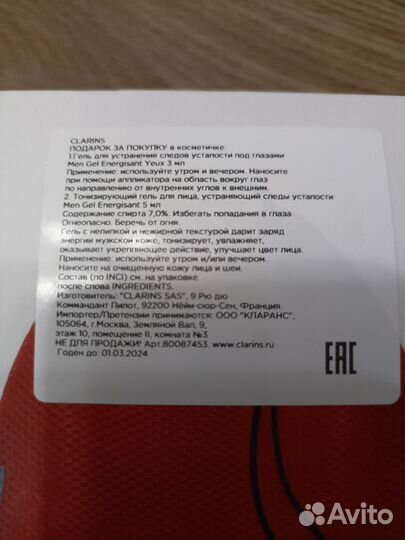 CLARINS
ПОДАРОК ЗА ПОКУПКУ в косметичке:
1.Гель для устранения следов усталости под глазами
Men Gel Energisant Yeux 3 мл
Применение: используйте утром и вечером. Наносите
при помощи аппликатора на область вокруг глаз
по направлению от внутренних углов к внешним.
2. Тонизирующий гель для лица, устраняющий следы усталости
Men Gel Energisant 5 мл
Содержание спирта 7,0%. Избегать попадания в глаза
Огнеопасно. Беречь от огня.
Гель с нелипкой и нежирной текстурой дарит заряд
энергии мужской коже, тонизирует, увлажняет,
оказывает укрепляющее действие, улучшает цвет лица.
Применение: используйте утром и/или вечером.
Наносите на очищенную кожу лица и шеи.
Состав (по INCI) см. на упаковке
после слова INGREDIENTS.
Изготовитель: "CLARINS SAS", 9 Рю дю
Коммандант Пилот, 92200 Нёйи-сюр-Сен, Франция.
Импортер/Претензии принимаются: ООО "КЛАРАНС",
105064, г.Москва, Земляной Вал, 9,
этаж 10, помещение II, комната №3
НЕ ДЛЯ ПРОДАЖИ! Арт.80087453. www.clarins.ru
Годен до: 01.03.2024
EAC
Avito